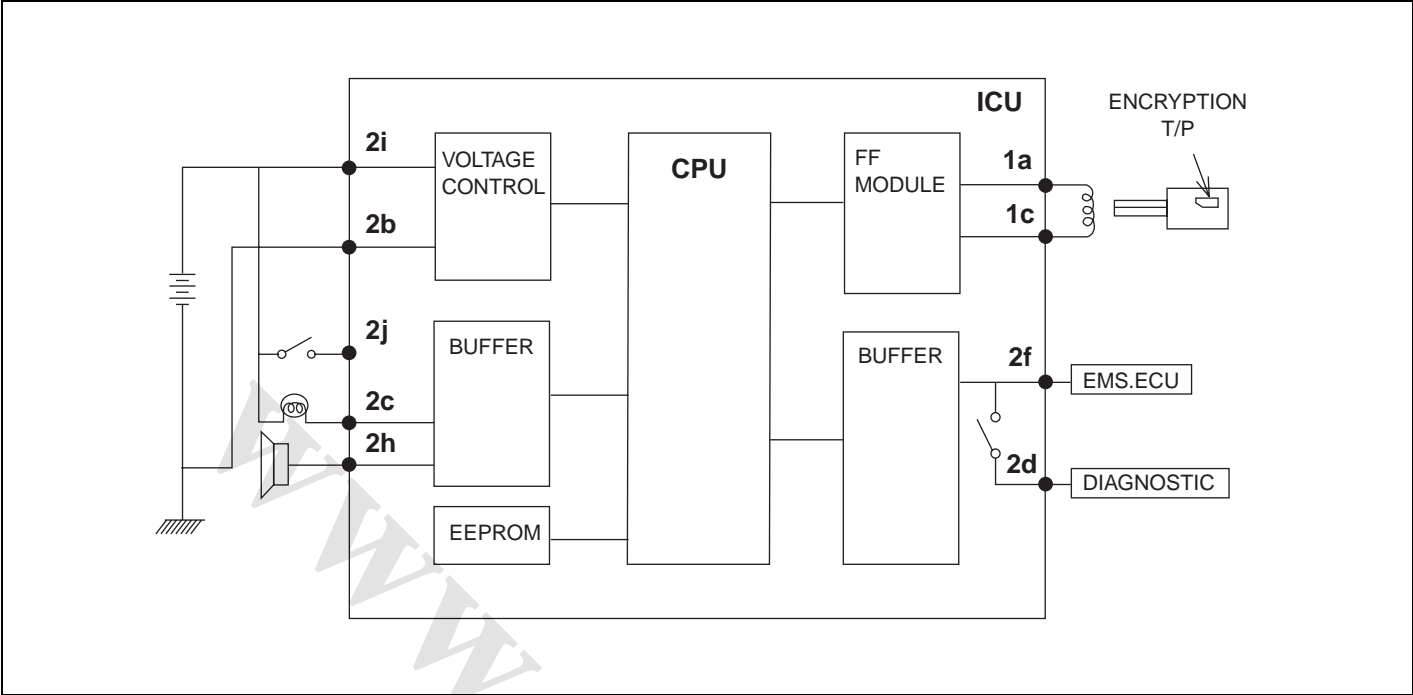 ICU
ENCRYPTION
T/P
2i
VOLTAGE
CONTROL
2b
CPU
FF
MODULE
1a
1c
2j
BUFFER
2c
2h
BUFFER
2f
EMS.ECU
2d
DIAGNOSTIC
EEPROM
WWW